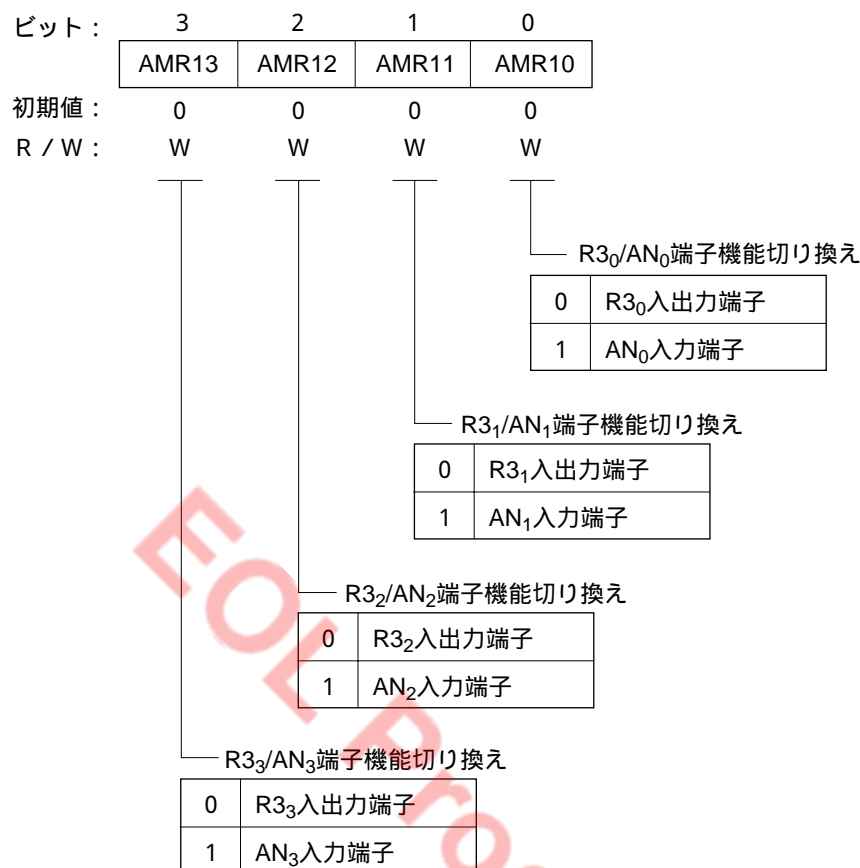 ビット： 3 2 1 0
AMR13 AMR12 AMR11 AMR10
初期値： 0 0 0 0
R／W： W W W W
R3₀/AN₀端子機能切り換え
0 R3₀入出力端子
1 AN₀入力端子
R3₁/AN₁端子機能切り換え
0 R3₁入出力端子
1 AN₁入力端子
R3₂/AN₂端子機能切り換え
0 R3₂入出力端子
1 AN₂入力端子
R3₃/AN₃端子機能切り換え
0 R3₃入出力端子
1 AN₃入力端子
EOL